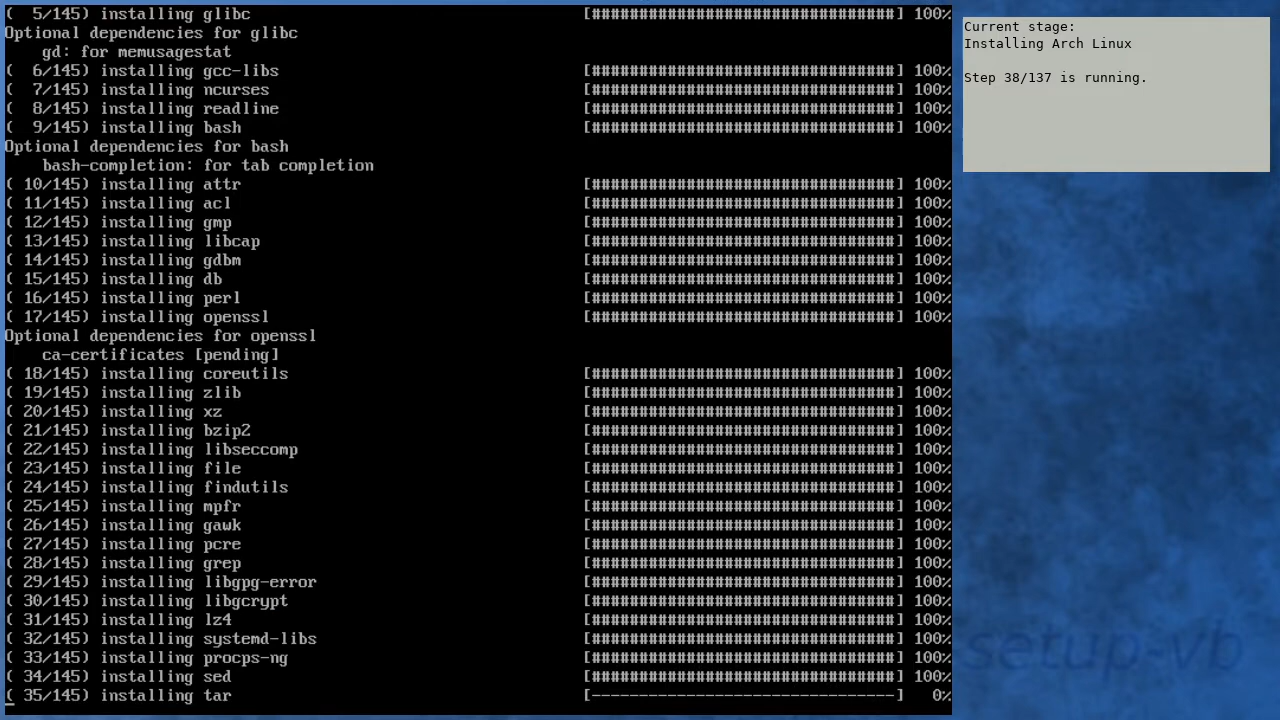 (  5/145) installing glibc                                   [################################] 100%
Optional dependencies for glibc
    gd: for memusagestat
(  6/145) installing gcc-libs                                [################################] 100%
(  7/145) installing ncurses                                 [################################] 100%
(  8/145) installing readline                                [################################] 100%
(  9/145) installing bash                                    [################################] 100%
Optional dependencies for bash
    bash-completion: for tab completion
( 10/145) installing attr                                    [################################] 100%
( 11/145) installing acl                                     [################################] 100%
( 12/145) installing gmp                                     [################################] 100%
( 13/145) installing libcap                                  [################################] 100%
( 14/145) installing gdbm                                    [################################] 100%
( 15/145) installing db                                      [################################] 100%
( 16/145) installing perl                                    [################################] 100%
( 17/145) installing openssl                                 [################################] 100%
Optional dependencies for openssl
    ca-certificates [pending]
( 18/145) installing coreutils                               [################################] 100%
( 19/145) installing zlib                                    [################################] 100%
( 20/145) installing xz                                      [################################] 100%
( 21/145) installing bzip2                                   [################################] 100%
( 22/145) installing libseccomp                              [################################] 100%
( 23/145) installing file                                    [################################] 100%
( 24/145) installing findutils                               [################################] 100%
( 25/145) installing mpfr                                    [################################] 100%
( 26/145) installing gawk                                    [################################] 100%
( 27/145) installing pcre                                    [################################] 100%
( 28/145) installing grep                                    [################################] 100%
( 29/145) installing libgpg-error                            [################################] 100%
( 30/145) installing libgcrypt                               [################################] 100%
( 31/145) installing lz4                                     [################################] 100%
( 32/145) installing systemd-libs                            [################################] 100%
( 33/145) installing procps-ng                               [################################] 100%
( 34/145) installing sed                                     [################################] 100%
( 35/145) installing tar                                     [--------------------------------]   0%
Current stage:
Installing Arch Linux
Step 38/137 is running.
setup-vb